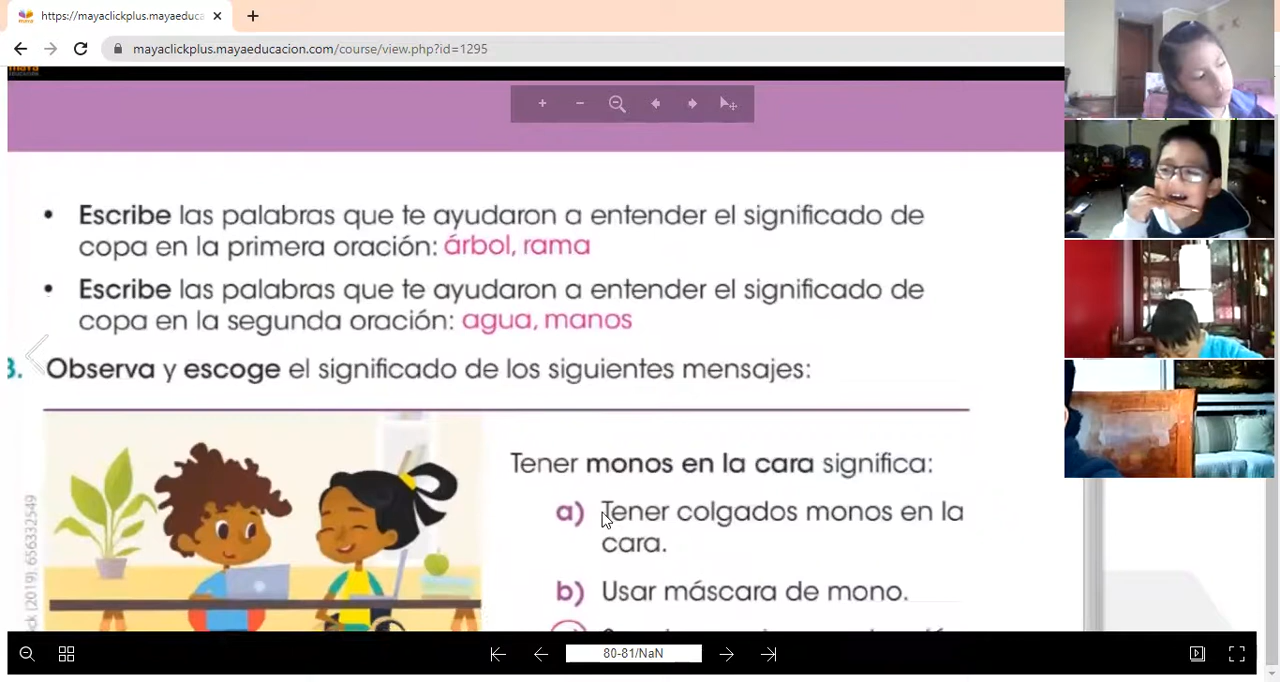 https://mayaclickplus.mayaeduca
mayaclickplus.mayaeducacion.com/course/view.php?id=1295
• Escribe las palabras que te ayudaron a entender el significado de
copa en la primera oración: árbol, rama
• Escribe las palabras que te ayudaron a entender el significado de
copa en la segunda oración: agua, manos
3. Observa y escoge el significado de los siguientes mensajes:
Tener monos en la cara significa:
a) Tener colgados monos en la
cara.
b) Usar máscara de mono.
ck (2019): 656332549
80-81/NaN